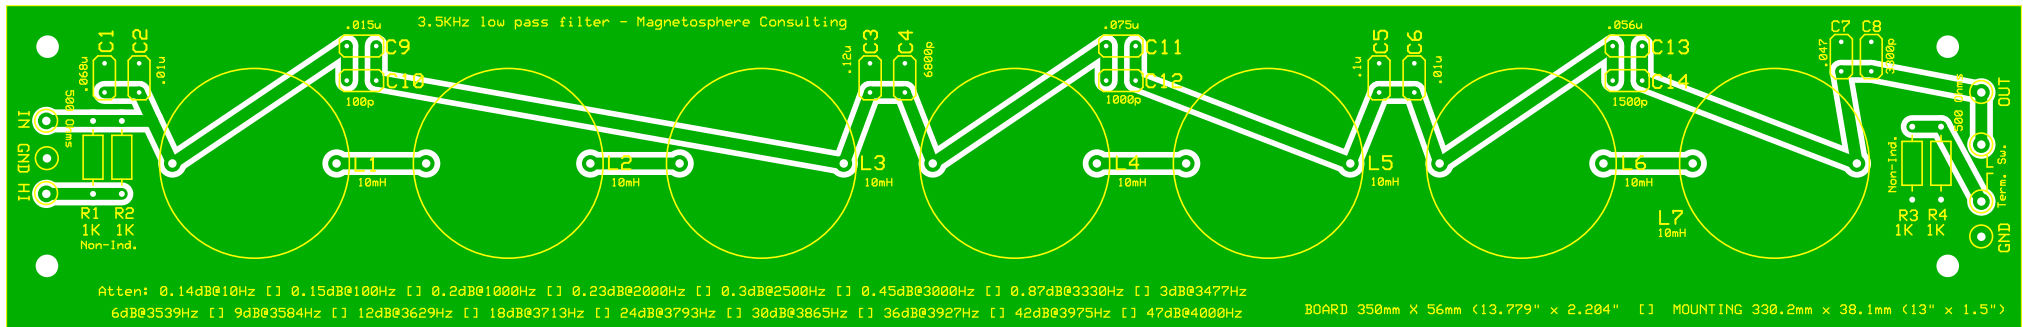 3.5KHz low pass filter - Magnetosphere Consulting
.015u
C9
C10
100p
C1
C2
.068u
.01u
C3
C4
.12u
6800p
.075u
C11
C12
1000p
C5
C6
.1u
.01u
.056u
C13
C14
1500p
C7 C8
.047
3300p
IN
GND
HI
500 Ohms
R1 R2
1K 1K
Non-Ind.
L1
10mH
L2
10mH
L3
10mH
L4
10mH
L5
10mH
L6
10mH
L7
10mH
OUT
500 Ohms
Term. Sw.
GND
Non-Ind.
R3 R4
1K 1K
Atten: 0.14dB@10Hz [] 0.15dB@100Hz [] 0.2dB@1000Hz [] 0.23dB@2000Hz [] 0.3dB@2500Hz [] 0.45dB@3000Hz [] 0.87dB@3330Hz [] 3dB@3477Hz
6dB@3539Hz [] 9dB@3584Hz [] 12dB@3629Hz [] 18dB@3713Hz [] 24dB@3793Hz [] 30dB@3865Hz [] 36dB@3927Hz [] 42dB@3975Hz [] 47dB@4000Hz
BOARD 350mm X 56mm (13.779" x 2.204" [] MOUNTING 330.2mm x 38.1mm (13" x 1.5")